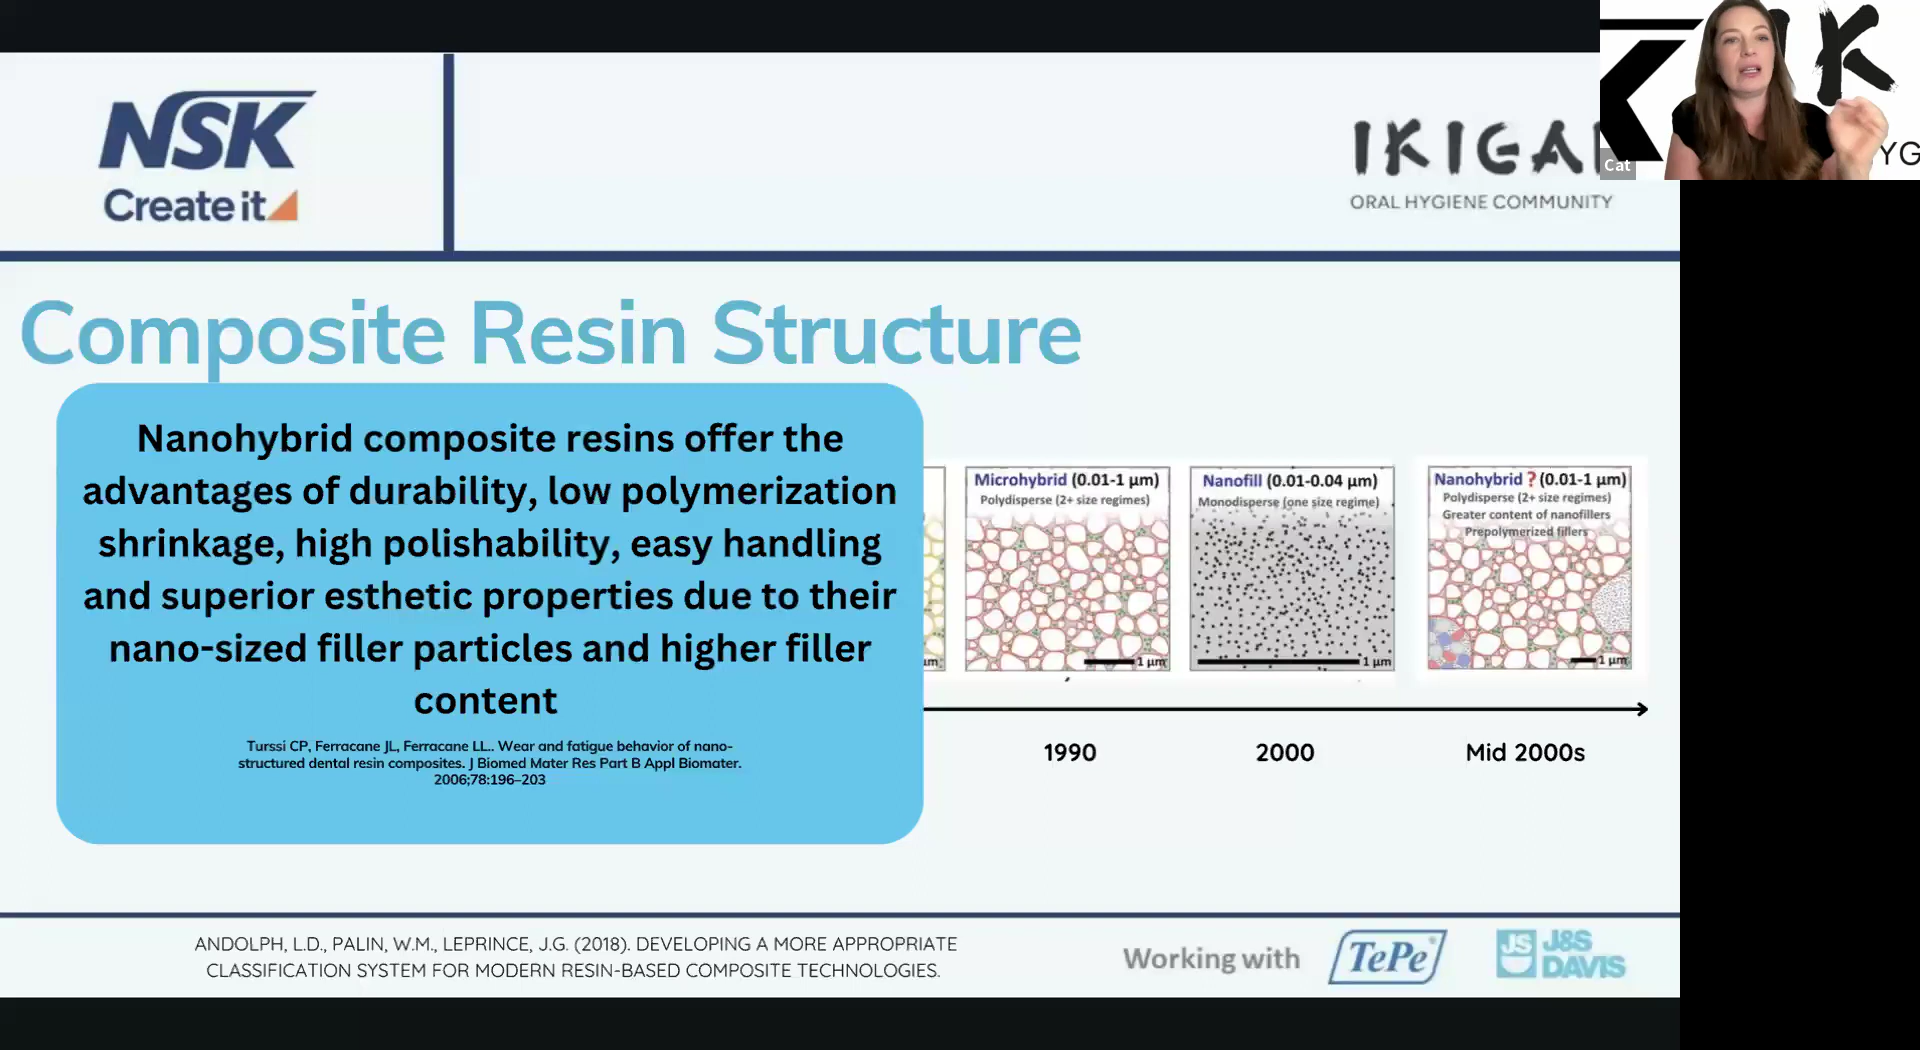 NSK
Create it
IKIGAI
ORAL HYGIENE COMMUNITY
K
Cat
YG
Composite Resin Structure
Nanohybrid composite resins offer the
advantages of durability, low polymerization
shrinkage, high polishability, easy handling
and superior esthetic properties due to their
nano-sized filler particles and higher filler
content
Turssi CP, Ferracane JL, Ferracane LL.. Wear and fatigue behavior of nano-
structured dental resin composites. J Biomed Mater Res Part B Appl Biomater.
2006;78:196–203
µm
Microhybrid (0.01-1 µm)
Polydisperse (2+ size regimes)
1 µm
Nanofill (0.01-0.04 µm)
Monodisperse (one size regime)
1 µm
Nanohybrid ? (0.01-1 µm)
Polydisperse (2+ size regimes)
Greater content of nanofillers
Prepolymerized fillers
1 µm
1990
2000
Mid 2000s
ANDOLPH, L.D., PALIN, W.M., LEPRINCE, J.G. (2018). DEVELOPING A MORE APPROPRIATE
CLASSIFICATION SYSTEM FOR MODERN RESIN-BASED COMPOSITE TECHNOLOGIES.
Working with
TePe®
JS
J&S
DAVIS